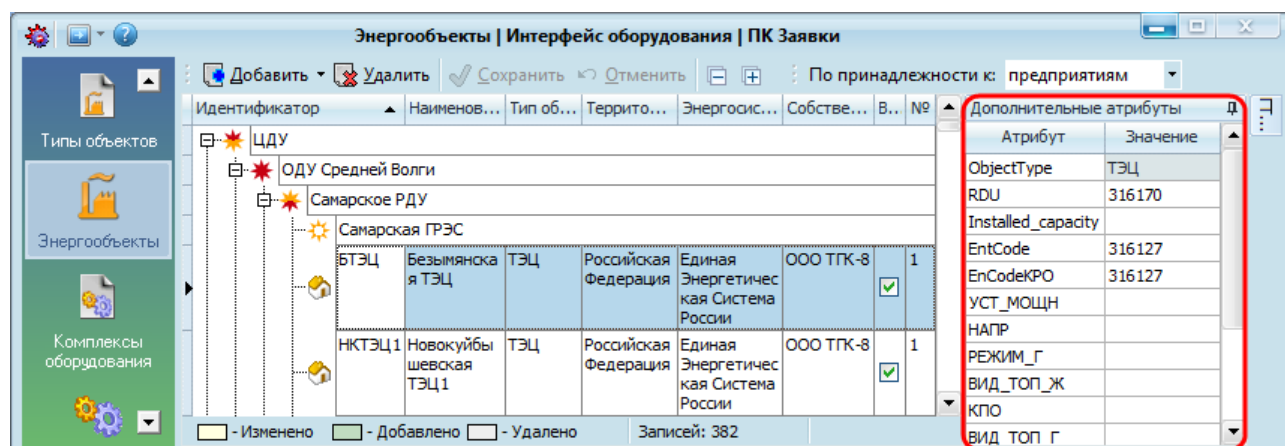 Энергообъекты | Интерфейс оборудования | ПК Заявки
Добавить Удалить Сохранить Отменить По принадлежности к: предприятиям
Типы объектов
Энергообъекты
Комплексы
оборудования
Идентификатор Наименов... Тип об... Террито... Энергосис... Собстве... В... №
ЦДУ
ОДУ Средней Волги
Самарское РДУ
Самарская ГРЭС
БТЭЦ Безымянска ТЭЦ Российская Единая ООО ТГК-8 1
я ТЭЦ Федерация Энергетичес
кая Система
России
НКТЭЦ1 Новокуйбы ТЭЦ Российская Единая ООО ТГК-8 1
шевская Федерация Энергетичес
ТЭЦ1 кая Система
России
- Изменено - Добавлено - Удалено Записей: 382
Дополнительные атрибуты
Атрибут Значение
ObjectType ТЭЦ
RDU 316170
Installed_capacity
EntCode 316127
EnCodeKPO 316127
УСТ_МОЩН
НАПР
РЕЖИМ_Г
ВИД_ТОП_Ж
КПО
ВИД_ТОП_Г